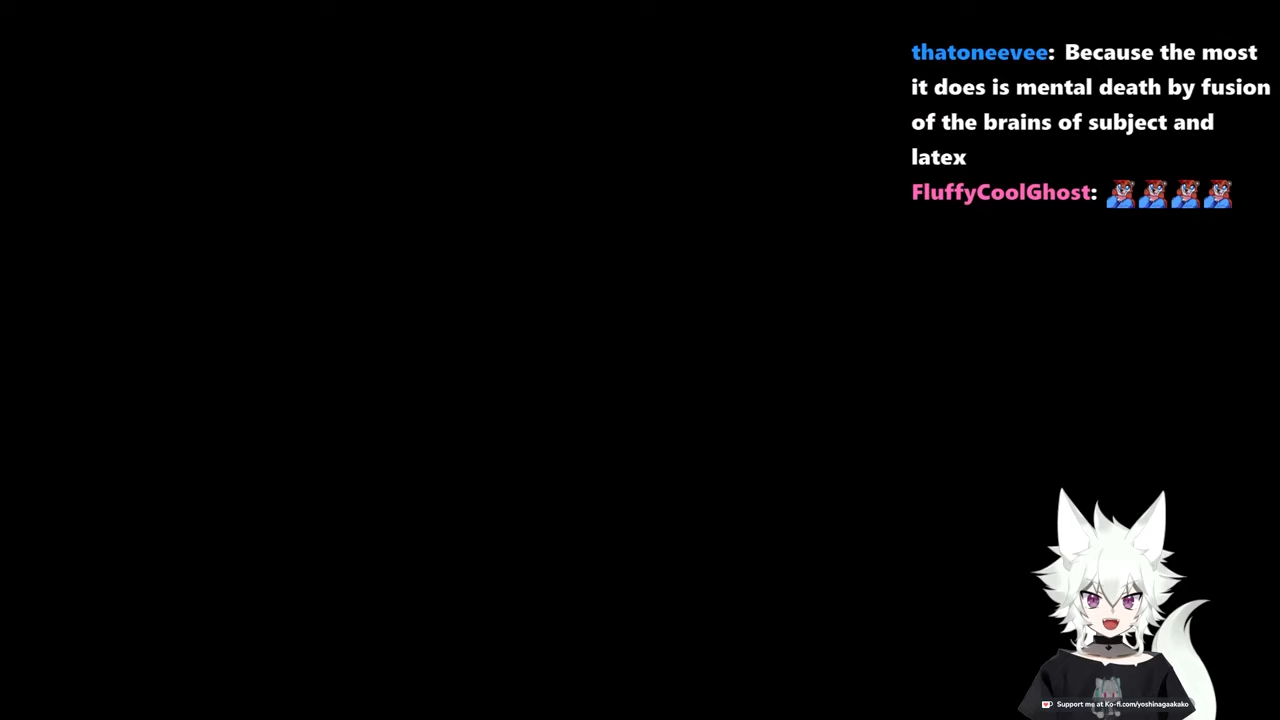 thatoneevee: Because the most
it does is mental death by fusion
of the brains of subject and
latex
FluffyCoolGhost:
Support me at Ko-fi.com/yoshinagaakako